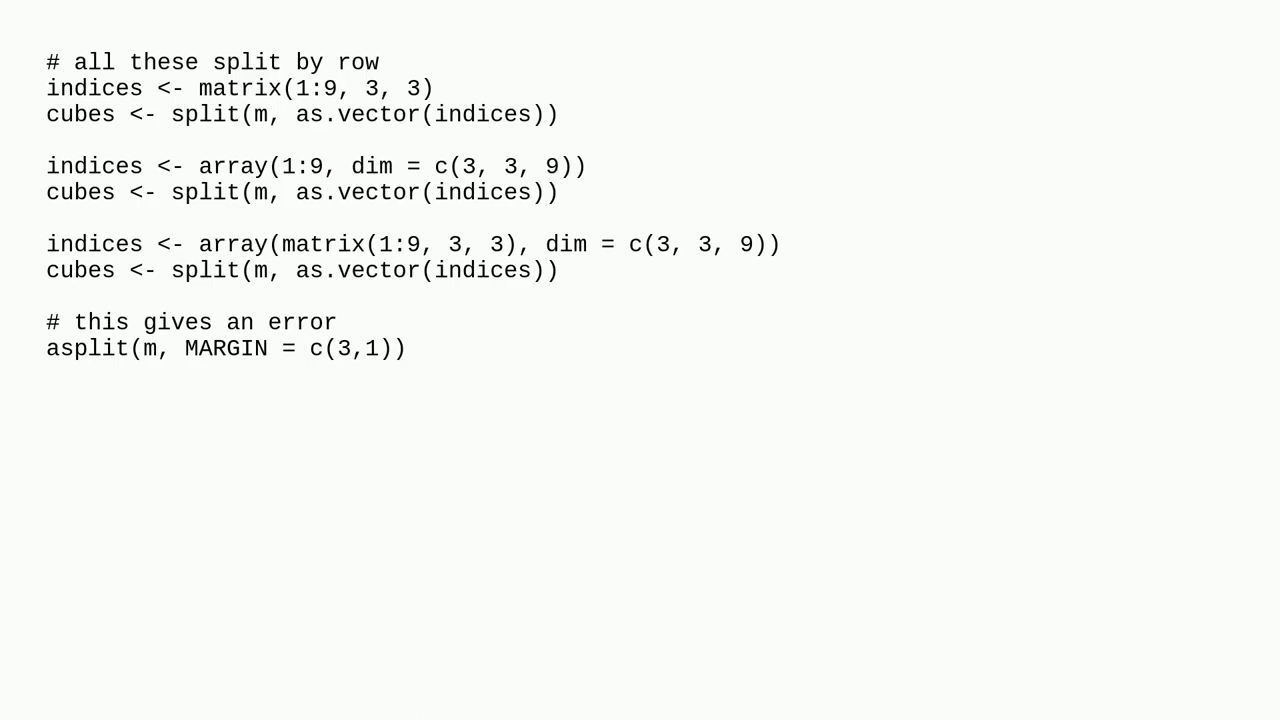 # all these split by row
indices <- matrix(1:9, 3, 3)
cubes <- split(m, as.vector(indices))

indices <- array(1:9, dim = c(3, 3, 9))
cubes <- split(m, as.vector(indices))

indices <- array(matrix(1:9, 3, 3), dim = c(3, 3, 9))
cubes <- split(m, as.vector(indices))

# this gives an error
asplit(m, MARGIN = c(3,1))